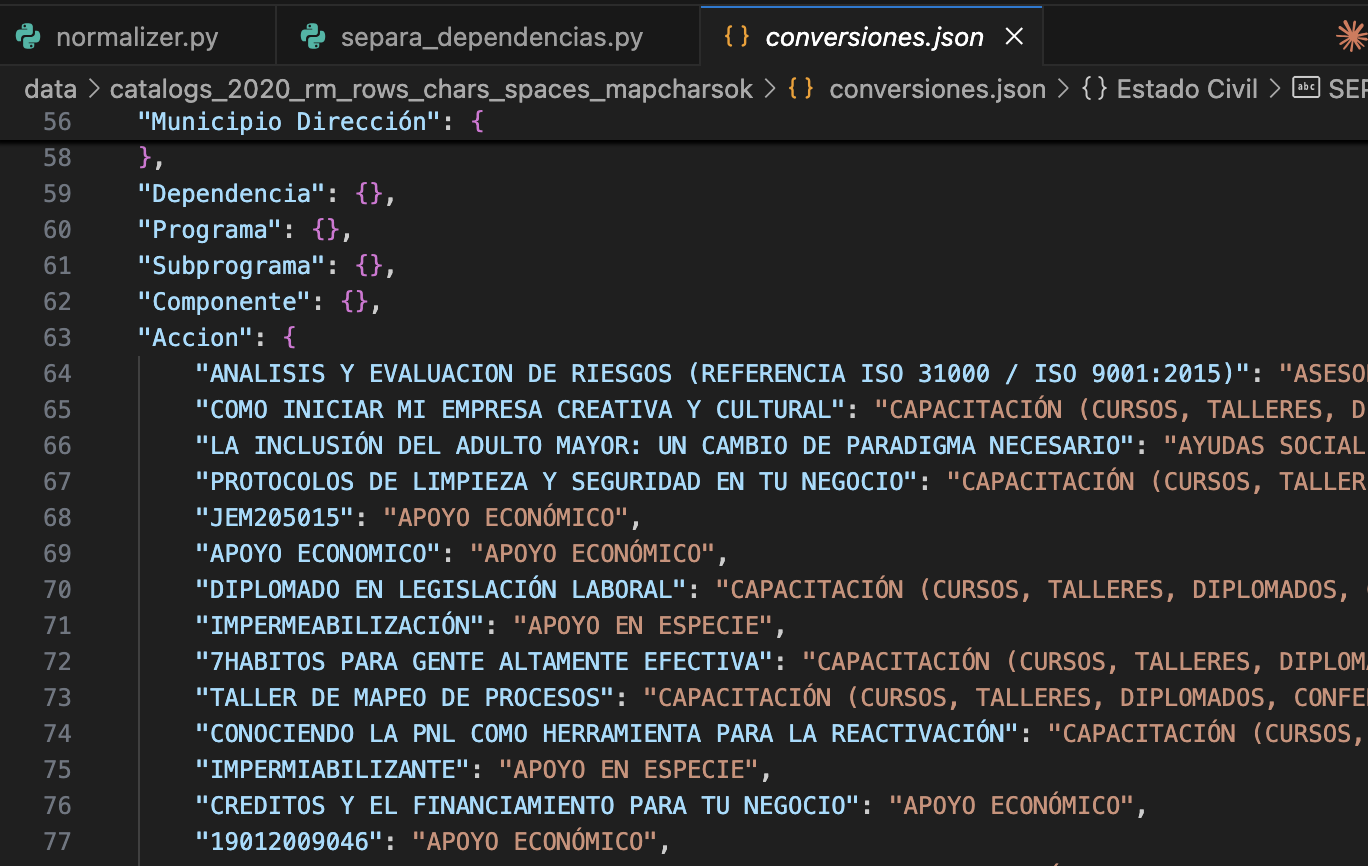 normalizer.py separa_dependencias.py {} conversiones.json ×
data > catalogs_2020_rm_rows_chars_spaces_mapcharsok > {} conversiones.json > {} Estado Civil > abc
56 "Municipio Dirección": {
58 },
59 "Dependencia": {},
60 "Programa": {},
61 "Subprograma": {},
62 "Componente": {},
63 "Accion": {
64 "ANALISIS Y EVALUACION DE RIESGOS (REFERENCIA ISO 31000 / ISO 9001:2015)": "ASESO
65 "COMO INICIAR MI EMPRESA CREATIVA Y CULTURAL": "CAPACITACIÓN (CURSOS, TALLERES, D
66 "LA INCLUSIÓN DEL ADULTO MAYOR: UN CAMBIO DE PARADIGMA NECESARIO": "AYUDAS SOCIAL
67 "PROTOCOLOS DE LIMPIEZA Y SEGURIDAD EN TU NEGOCIO": "CAPACITACIÓN (CURSOS, TALLER
68 "JEM205015": "APOYO ECONÓMICO",
69 "APOYO ECONOMICO": "APOYO ECONÓMICO",
70 "DIPLOMADO EN LEGISLACIÓN LABORAL": "CAPACITACIÓN (CURSOS, TALLERES, DIPLOMADOS,
71 "IMPERMEABILIZACIÓN": "APOYO EN ESPECIE",
72 "7HABITOS PARA GENTE ALTAMENTE EFECTIVA": "CAPACITACIÓN (CURSOS, TALLERES, DIPLOM
73 "TALLER DE MAPEO DE PROCESOS": "CAPACITACIÓN (CURSOS, TALLERES, DIPLOMADOS, CONFE
74 "CONOCIENDO LA PNL COMO HERRAMIENTA PARA LA REACTIVACIÓN": "CAPACITACIÓN (CURSOS,
75 "IMPERMIABILIZANTE": "APOYO EN ESPECIE",
76 "CREDITOS Y EL FINANCIAMIENTO PARA TU NEGOCIO": "APOYO ECONÓMICO",
77 "19012009046": "APOYO ECONÓMICO",